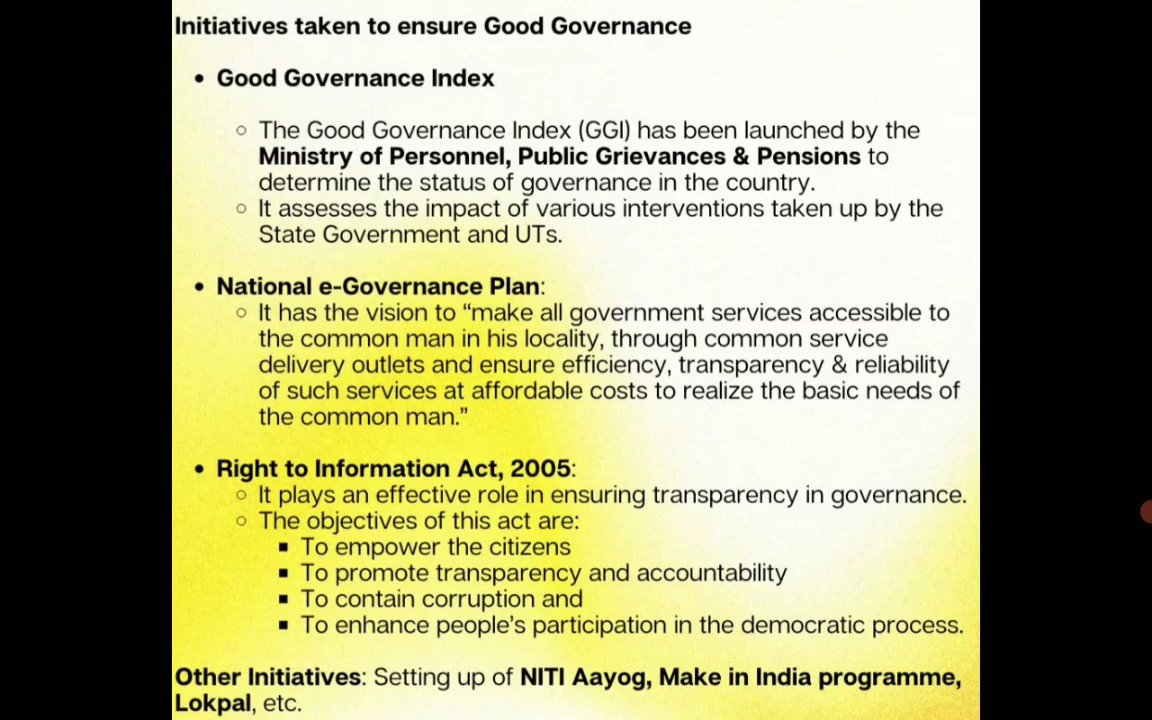 Initiatives taken to ensure Good Governance
• Good Governance Index
○ The Good Governance Index (GGI) has been launched by the
Ministry of Personnel, Public Grievances & Pensions to
determine the status of governance in the country.
○ It assesses the impact of various interventions taken up by the
State Government and UTs.
• National e-Governance Plan:
○ It has the vision to “make all government services accessible to
the common man in his locality, through common service
delivery outlets and ensure efficiency, transparency & reliability
of such services at affordable costs to realize the basic needs of
the common man.”
• Right to Information Act, 2005:
○ It plays an effective role in ensuring transparency in governance.
○ The objectives of this act are:
▪ To empower the citizens
▪ To promote transparency and accountability
▪ To contain corruption and
▪ To enhance people’s participation in the democratic process.
Other Initiatives: Setting up of NITI Aayog, Make in India programme,
Lokpal, etc.